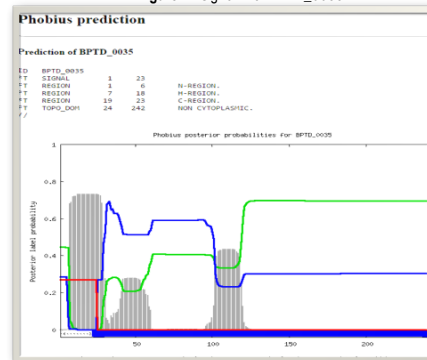 Phobius prediction
Prediction of BPTD_0035
ID BPTD_0035
FT SIGNAL 1 23
FT REGION 1 6 N-REGION.
FT REGION 7 18 H-REGION.
FT REGION 19 23 C-REGION.
FT TOPO_DOM 24 242 NON CYTOPLASMIC.
//
Phobius posterior probabilities for BPTD_0035
Posterior label probability
1
0.8
0.6
0.4
0.2
0
50
100
150
200